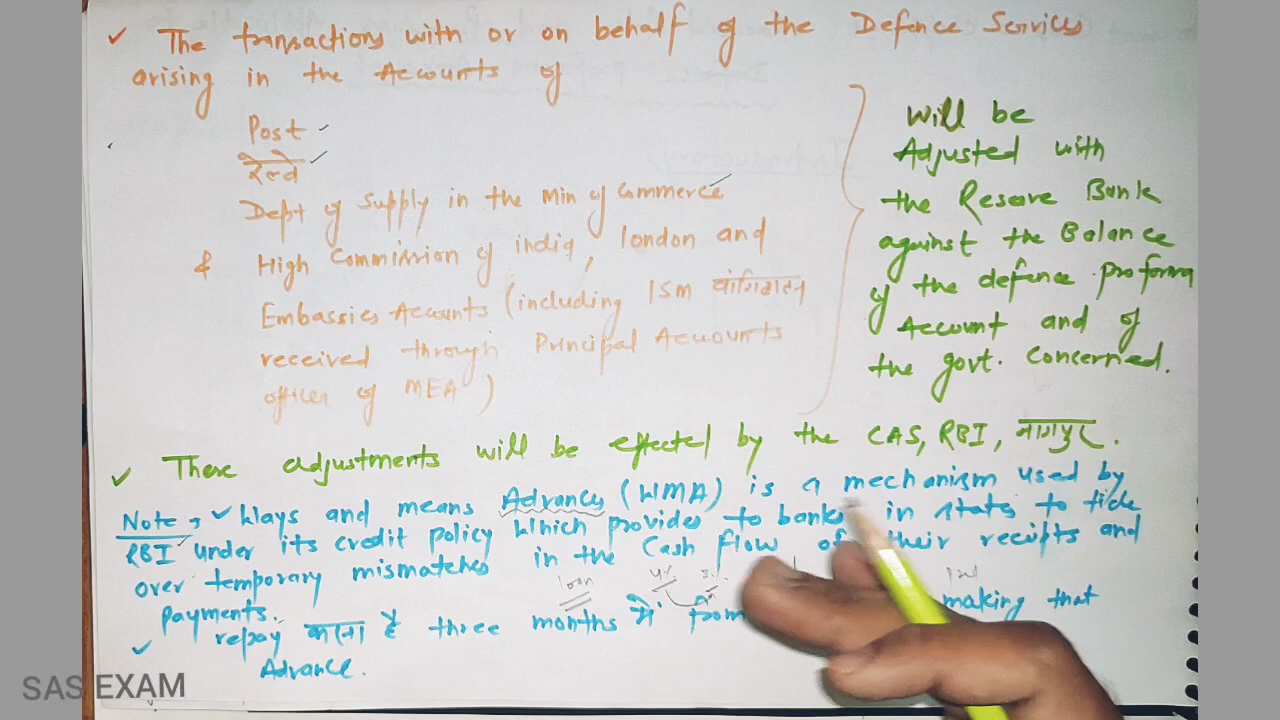 ✓ The transactions with or on behalf of the Defence Services
arising in the Accounts of
Post
रेल्वे
Deptt of Supply in the Min of Commerce
& High Commission of india, london and
Embassies Accounts (including ISM वांशिंगटन
received through Principal Accounts
officer of MEA)
Will be
Adjusted with
the Reserve Bank
against the Balance
of the defence proforma
Account and of
the govt. concerned.
✓ These adjustments will be effected by the CAS, RBI, नागपुर.
Note, ✓ Ways and means Advances (WMA) is a mechanism used by
RBI under its credit policy which provides to banks in states to tide
over temporary mismatches in the cash flow of their receipts and
payments.
loan
✓ repay करना है three months में from making that
Advance.
SAS EXAM